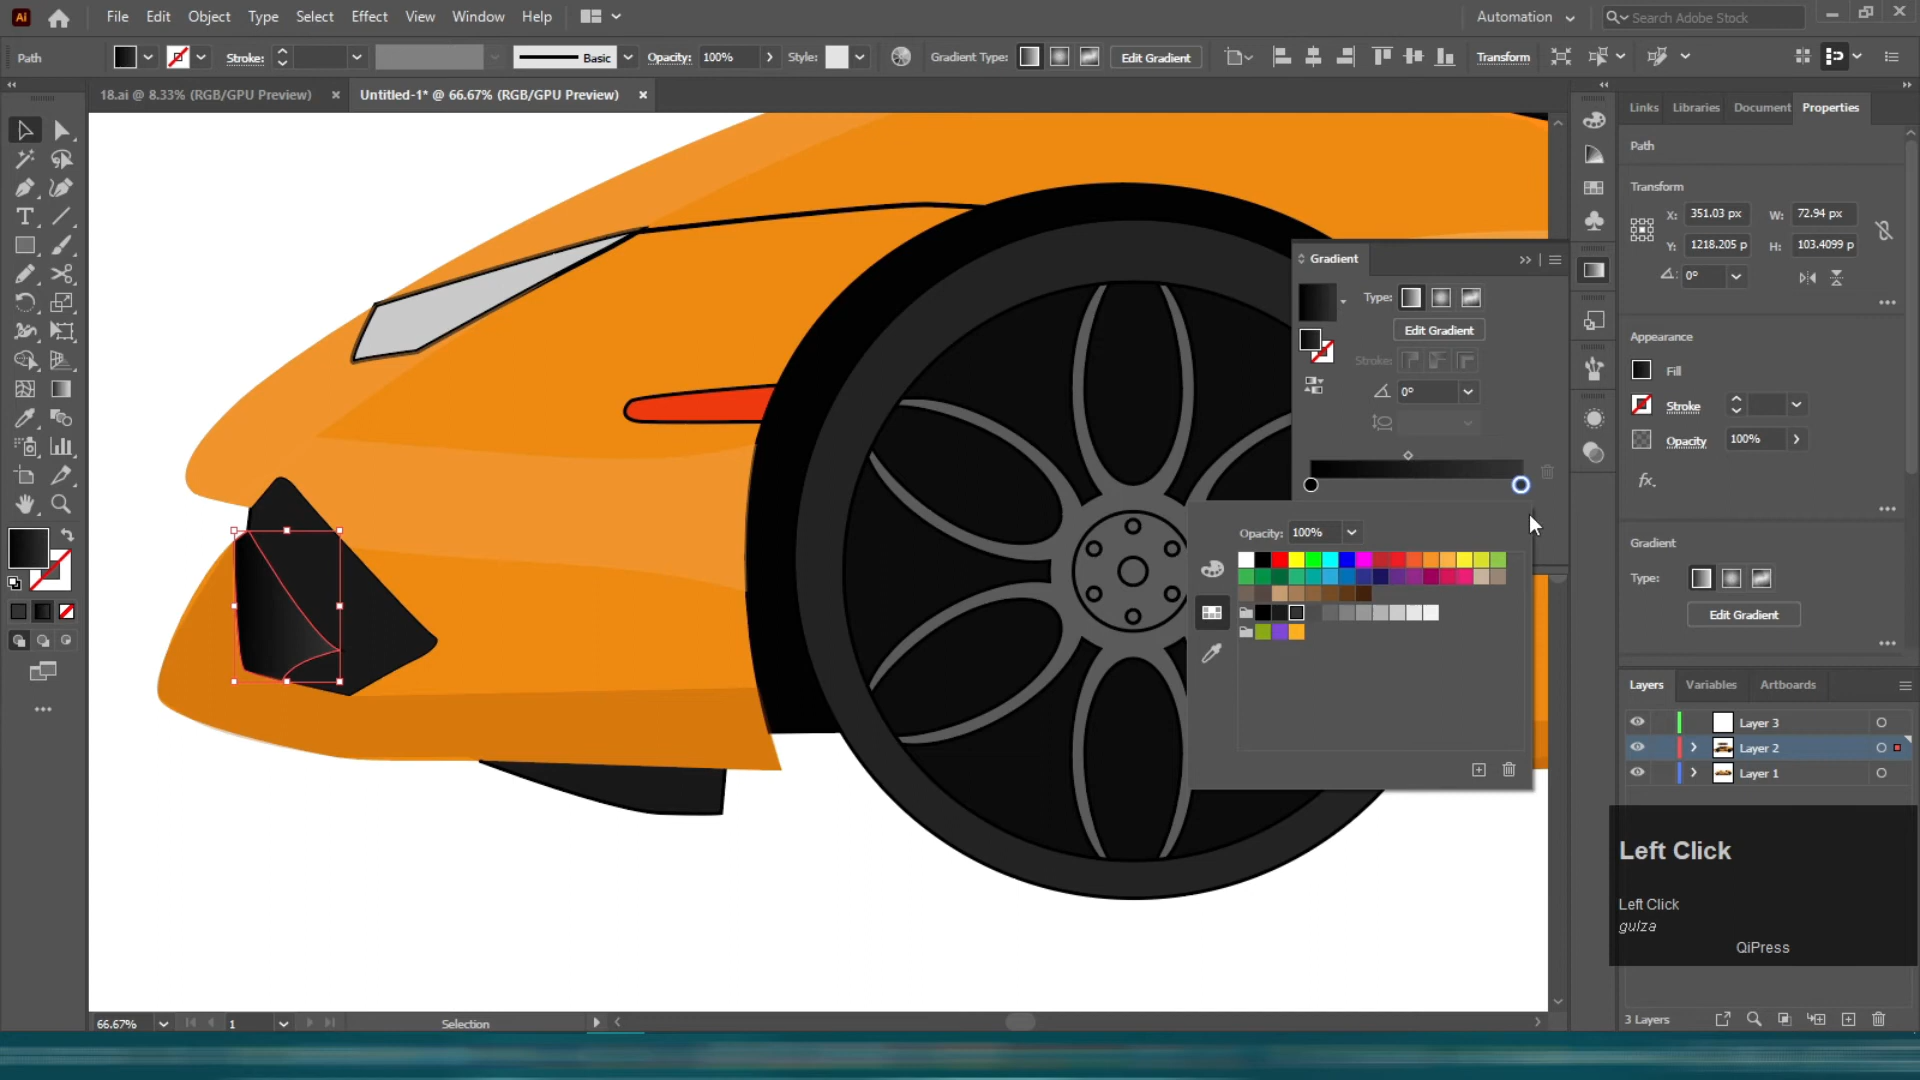 Ai File Edit Object Type Select Effect View Window Help Automation Search Adobe Stock
Path Stroke: Basic Opacity: 100% Style: Gradient Type: Edit Gradient Transform
18.ai @ 8.33% (RGB/GPU Preview) Untitled-1* @ 66.67% (RGB/GPU Preview)
Links Libraries Document Properties
Path
Transform
X: 351.03 px W: 72.94 px
Y: 1218.205 p H: 103.4099 p
0°
Appearance
Fill
Stroke
Opacity 100%
fx.
Gradient
Type:
Edit Gradient
Gradient
Type:
Edit Gradient
Stroke:
0°
Opacity: 100%
Layers Variables Artboards
Layer 3
Layer 2
Layer 1
Left Click
Left Click
gulza
QiPress
3 Layers
66.67% 1 Selection